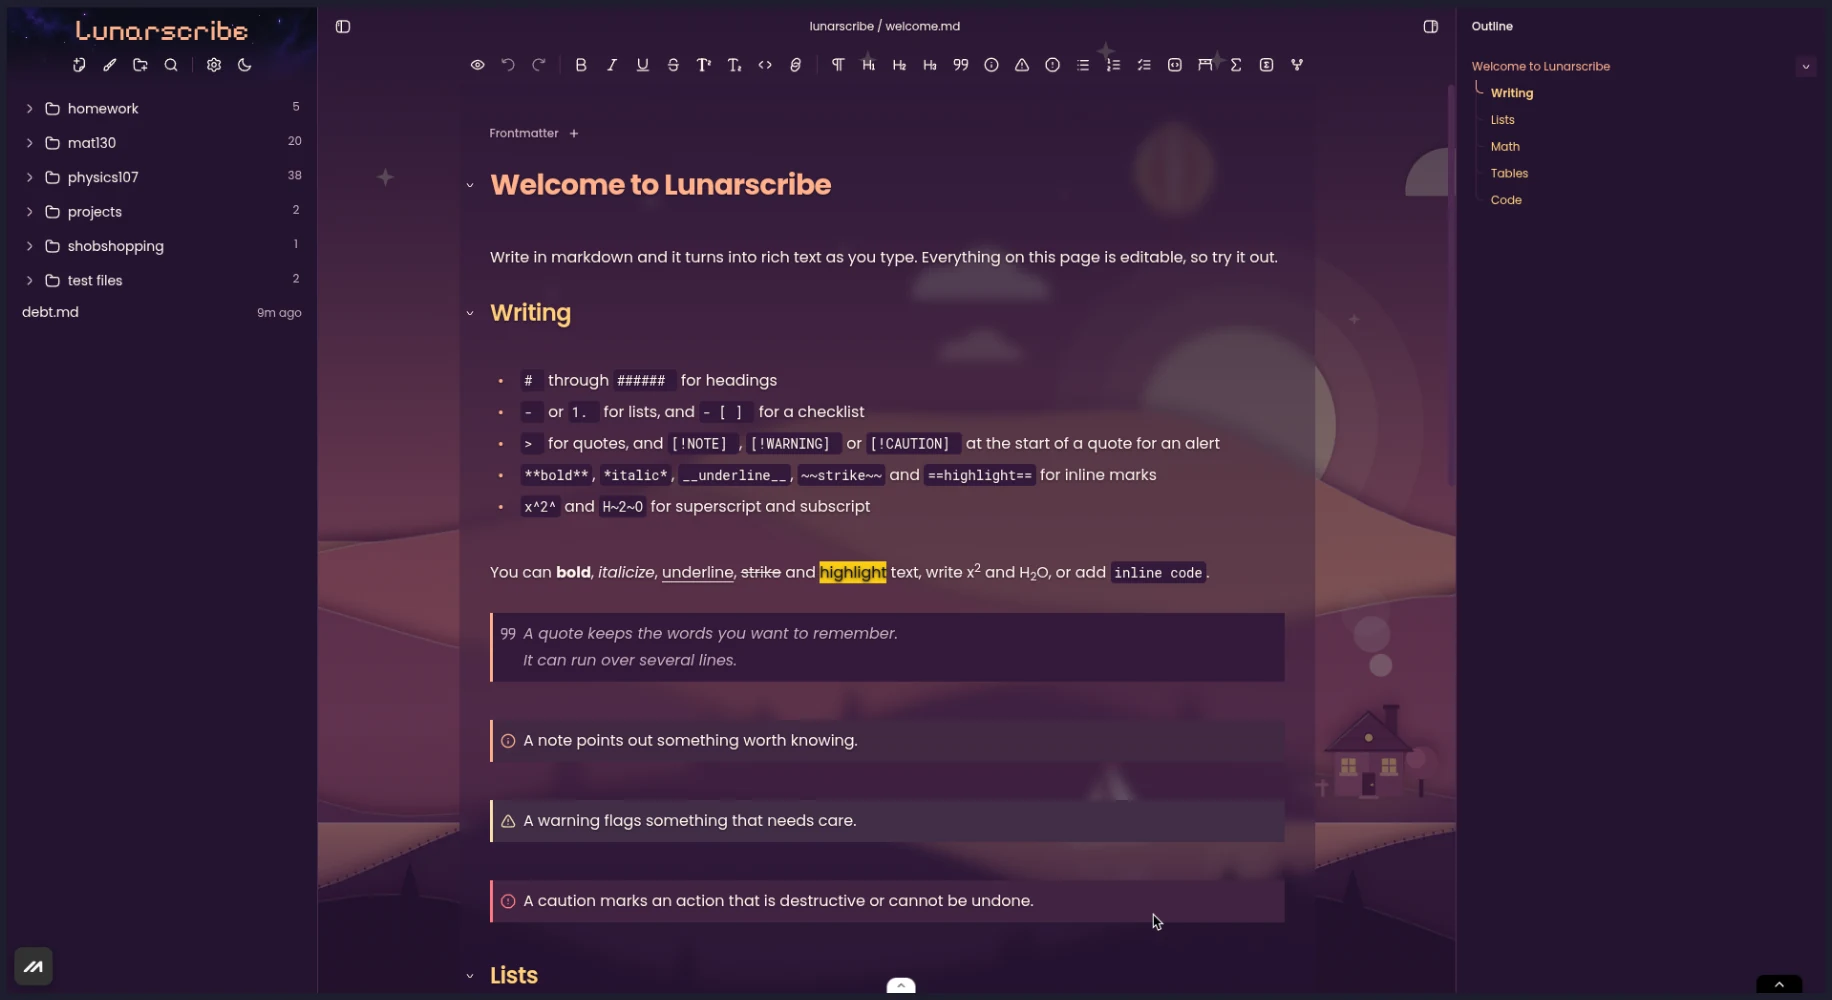 Lunarscribe
homework 5
mat130 20
physics107 38
projects 2
shobshopping 1
test files 2
debt.md 9m ago
lunarscribe / welcome.md
B I U S T² T₂ <> H1 H2 H3 99 Σ
Frontmatter +
Welcome to Lunarscribe
Write in markdown and it turns into rich text as you type. Everything on this page is editable, so try it out.
Writing
• # through ###### for headings
• - or 1. for lists, and - [ ] for a checklist
• > for quotes, and [!NOTE] , [!WARNING] or [!CAUTION] at the start of a quote for an alert
• **bold**, *italic*, __underline__, ~~strike~~ and ==highlight== for inline marks
• x^2^ and H~2~O for superscript and subscript
You can bold, italicize, underline, strike and highlight text, write x² and H₂O, or add inline code.
99 A quote keeps the words you want to remember.
It can run over several lines.
A note points out something worth knowing.
A warning flags something that needs care.
A caution marks an action that is destructive or cannot be undone.
Lists
Outline
Welcome to Lunarscribe
Writing
Lists
Math
Tables
Code